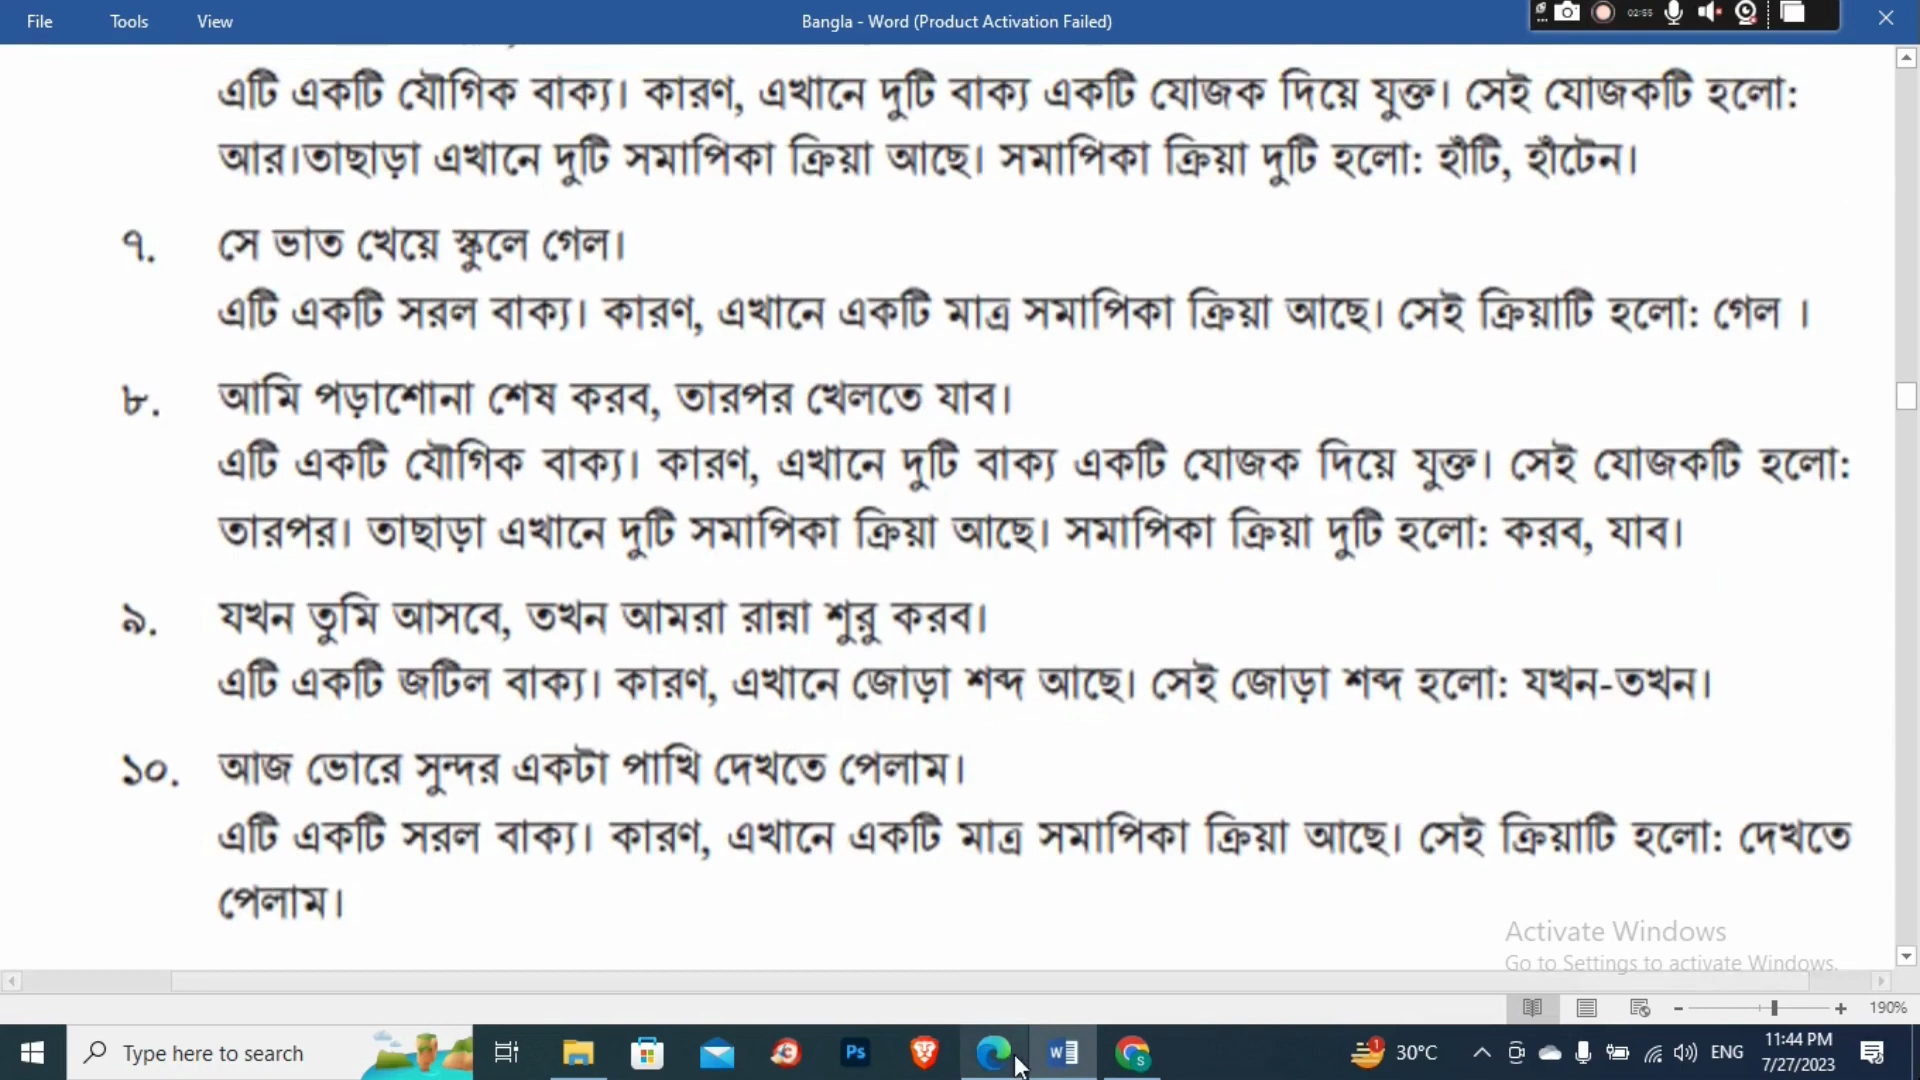 File Tools View Bangla - Word (Product Activation Failed) 02:55
এটি একটি যৌগিক বাক্য। কারণ, এখানে দুটি বাক্য একটি যোজক দিয়ে যুক্ত। সেই যোজকটি হলো:
আর।তাছাড়া এখানে দুটি সমাপিকা ক্রিয়া আছে। সমাপিকা ক্রিয়া দুটি হলো: হাঁটি, হাঁটেন।
৭. সে ভাত খেয়ে স্কুলে গেল।
এটি একটি সরল বাক্য। কারণ, এখানে একটি মাত্র সমাপিকা ক্রিয়া আছে। সেই ক্রিয়াটি হলো: গেল ।
৮. আমি পড়াশোনা শেষ করব, তারপর খেলতে যাব।
এটি একটি যৌগিক বাক্য। কারণ, এখানে দুটি বাক্য একটি যোজক দিয়ে যুক্ত। সেই যোজকটি হলো:
তারপর। তাছাড়া এখানে দুটি সমাপিকা ক্রিয়া আছে। সমাপিকা ক্রিয়া দুটি হলো: করব, যাব।
৯. যখন তুমি আসবে, তখন আমরা রান্না শুরু করব।
এটি একটি জটিল বাক্য। কারণ, এখানে জোড়া শব্দ আছে। সেই জোড়া শব্দ হলো: যখন-তখন।
১০. আজ ভোরে সুন্দর একটা পাখি দেখতে পেলাম।
এটি একটি সরল বাক্য। কারণ, এখানে একটি মাত্র সমাপিকা ক্রিয়া আছে। সেই ক্রিয়াটি হলো: দেখতে
পেলাম।
Activate Windows
Go to Settings to activate Windows.
190%
Type here to search Ps 30°C ENG 11:44 PM
7/27/2023